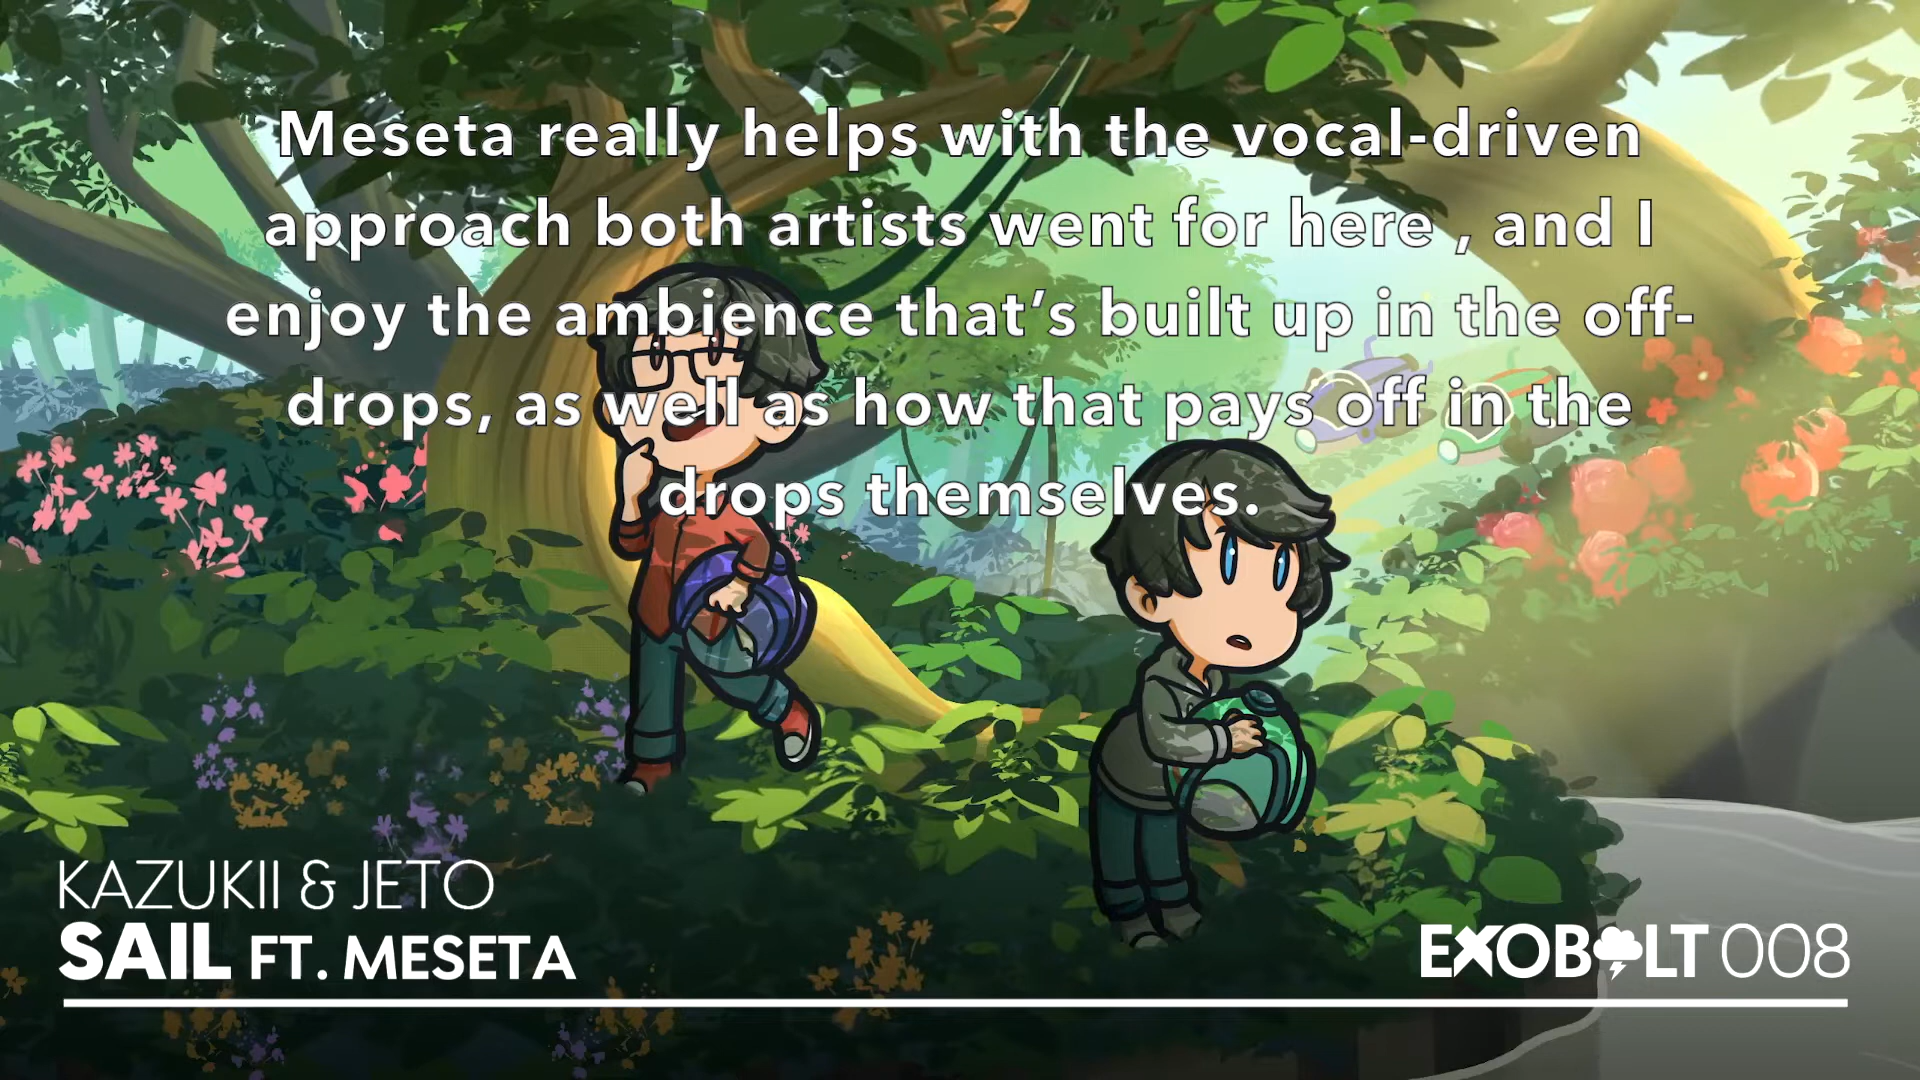 Meseta really helps with the vocal-driven
approach both artists went for here , and I
enjoy the ambience that’s built up in the off-
drops, as well as how that pays off in the
drops themselves.
KAZUKII & JETO
SAIL FT. MESETA
EXOBOLT 008